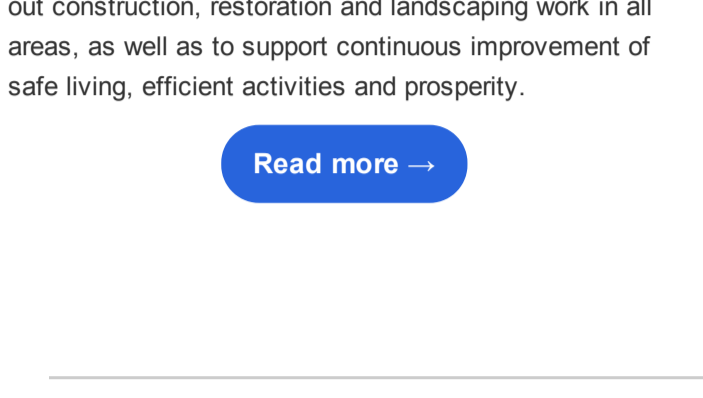 out construction, restoration and landscaping work in all
areas, as well as to support continuous improvement of
safe living, efficient activities and prosperity.
Read more →